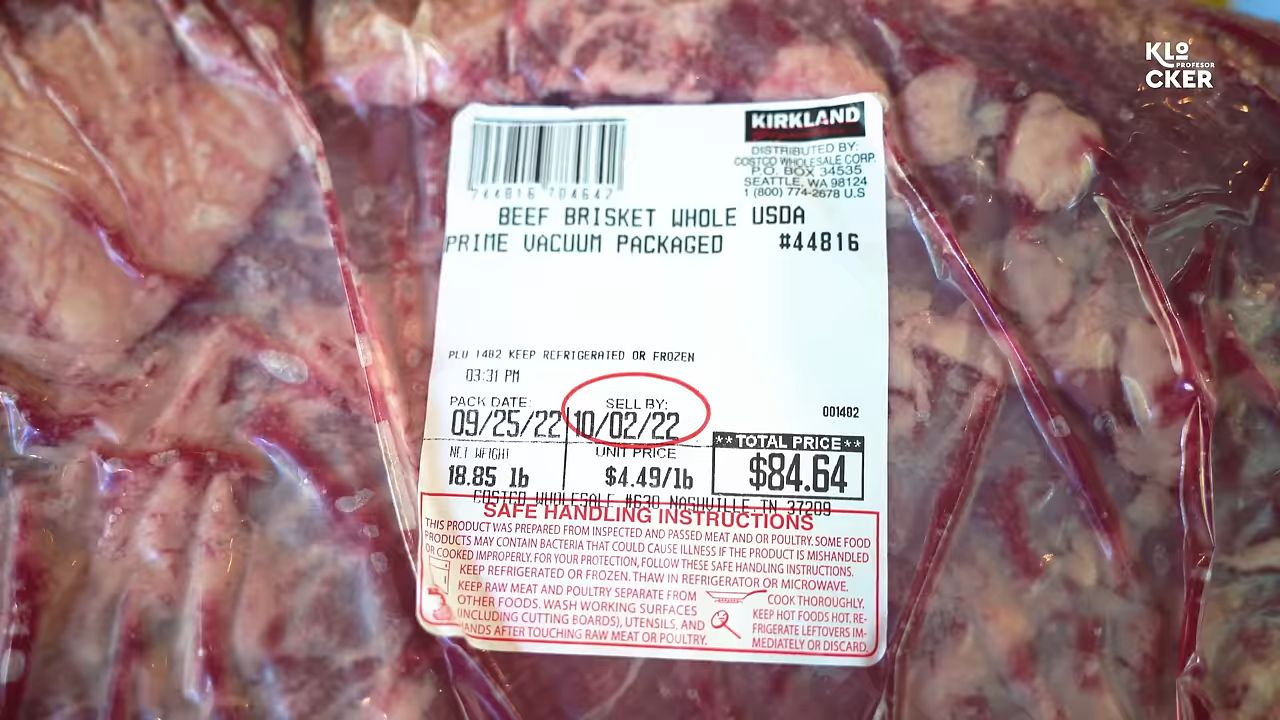 KLO
PROFESOR
CKER
KIRKLAND
DISTRIBUTED BY:
COSTCO WHOLESALE CORP.
P.O. BOX 34535
SEATTLE, WA 98124
1 (800) 774-2678 U.S
744816 704647
BEEF BRISKET WHOLE USDA
PRIME VACUUM PACKAGED #44816
PLU 1482 KEEP REFRIGERATED OR FROZEN
03:31 PM
PACK DATE: SELL BY: 001482
09/25/22 10/02/22
**TOTAL PRICE**
NET WEIGHT UNIT PRICE
18.85 lb $4.49/lb $84.64
COSTCO WHOLESALE #638 NASHVILLE TN 37209
SAFE HANDLING INSTRUCTIONS
THIS PRODUCT WAS PREPARED FROM INSPECTED AND PASSED MEAT AND OR POULTRY. SOME FOOD
PRODUCTS MAY CONTAIN BACTERIA THAT COULD CAUSE ILLNESS IF THE PRODUCT IS MISHANDLED
OR COOKED IMPROPERLY. FOR YOUR PROTECTION, FOLLOW THESE SAFE HANDLING INSTRUCTIONS.
KEEP REFRIGERATED OR FROZEN. THAW IN REFRIGERATOR OR MICROWAVE.
KEEP RAW MEAT AND POULTRY SEPARATE FROM
OTHER FOODS. WASH WORKING SURFACES
(INCLUDING CUTTING BOARDS), UTENSILS, AND
HANDS AFTER TOUCHING RAW MEAT OR POULTRY.
COOK THOROUGHLY.
KEEP HOT FOODS HOT. RE-
FRIGERATE LEFTOVERS IM-
MEDIATELY OR DISCARD.